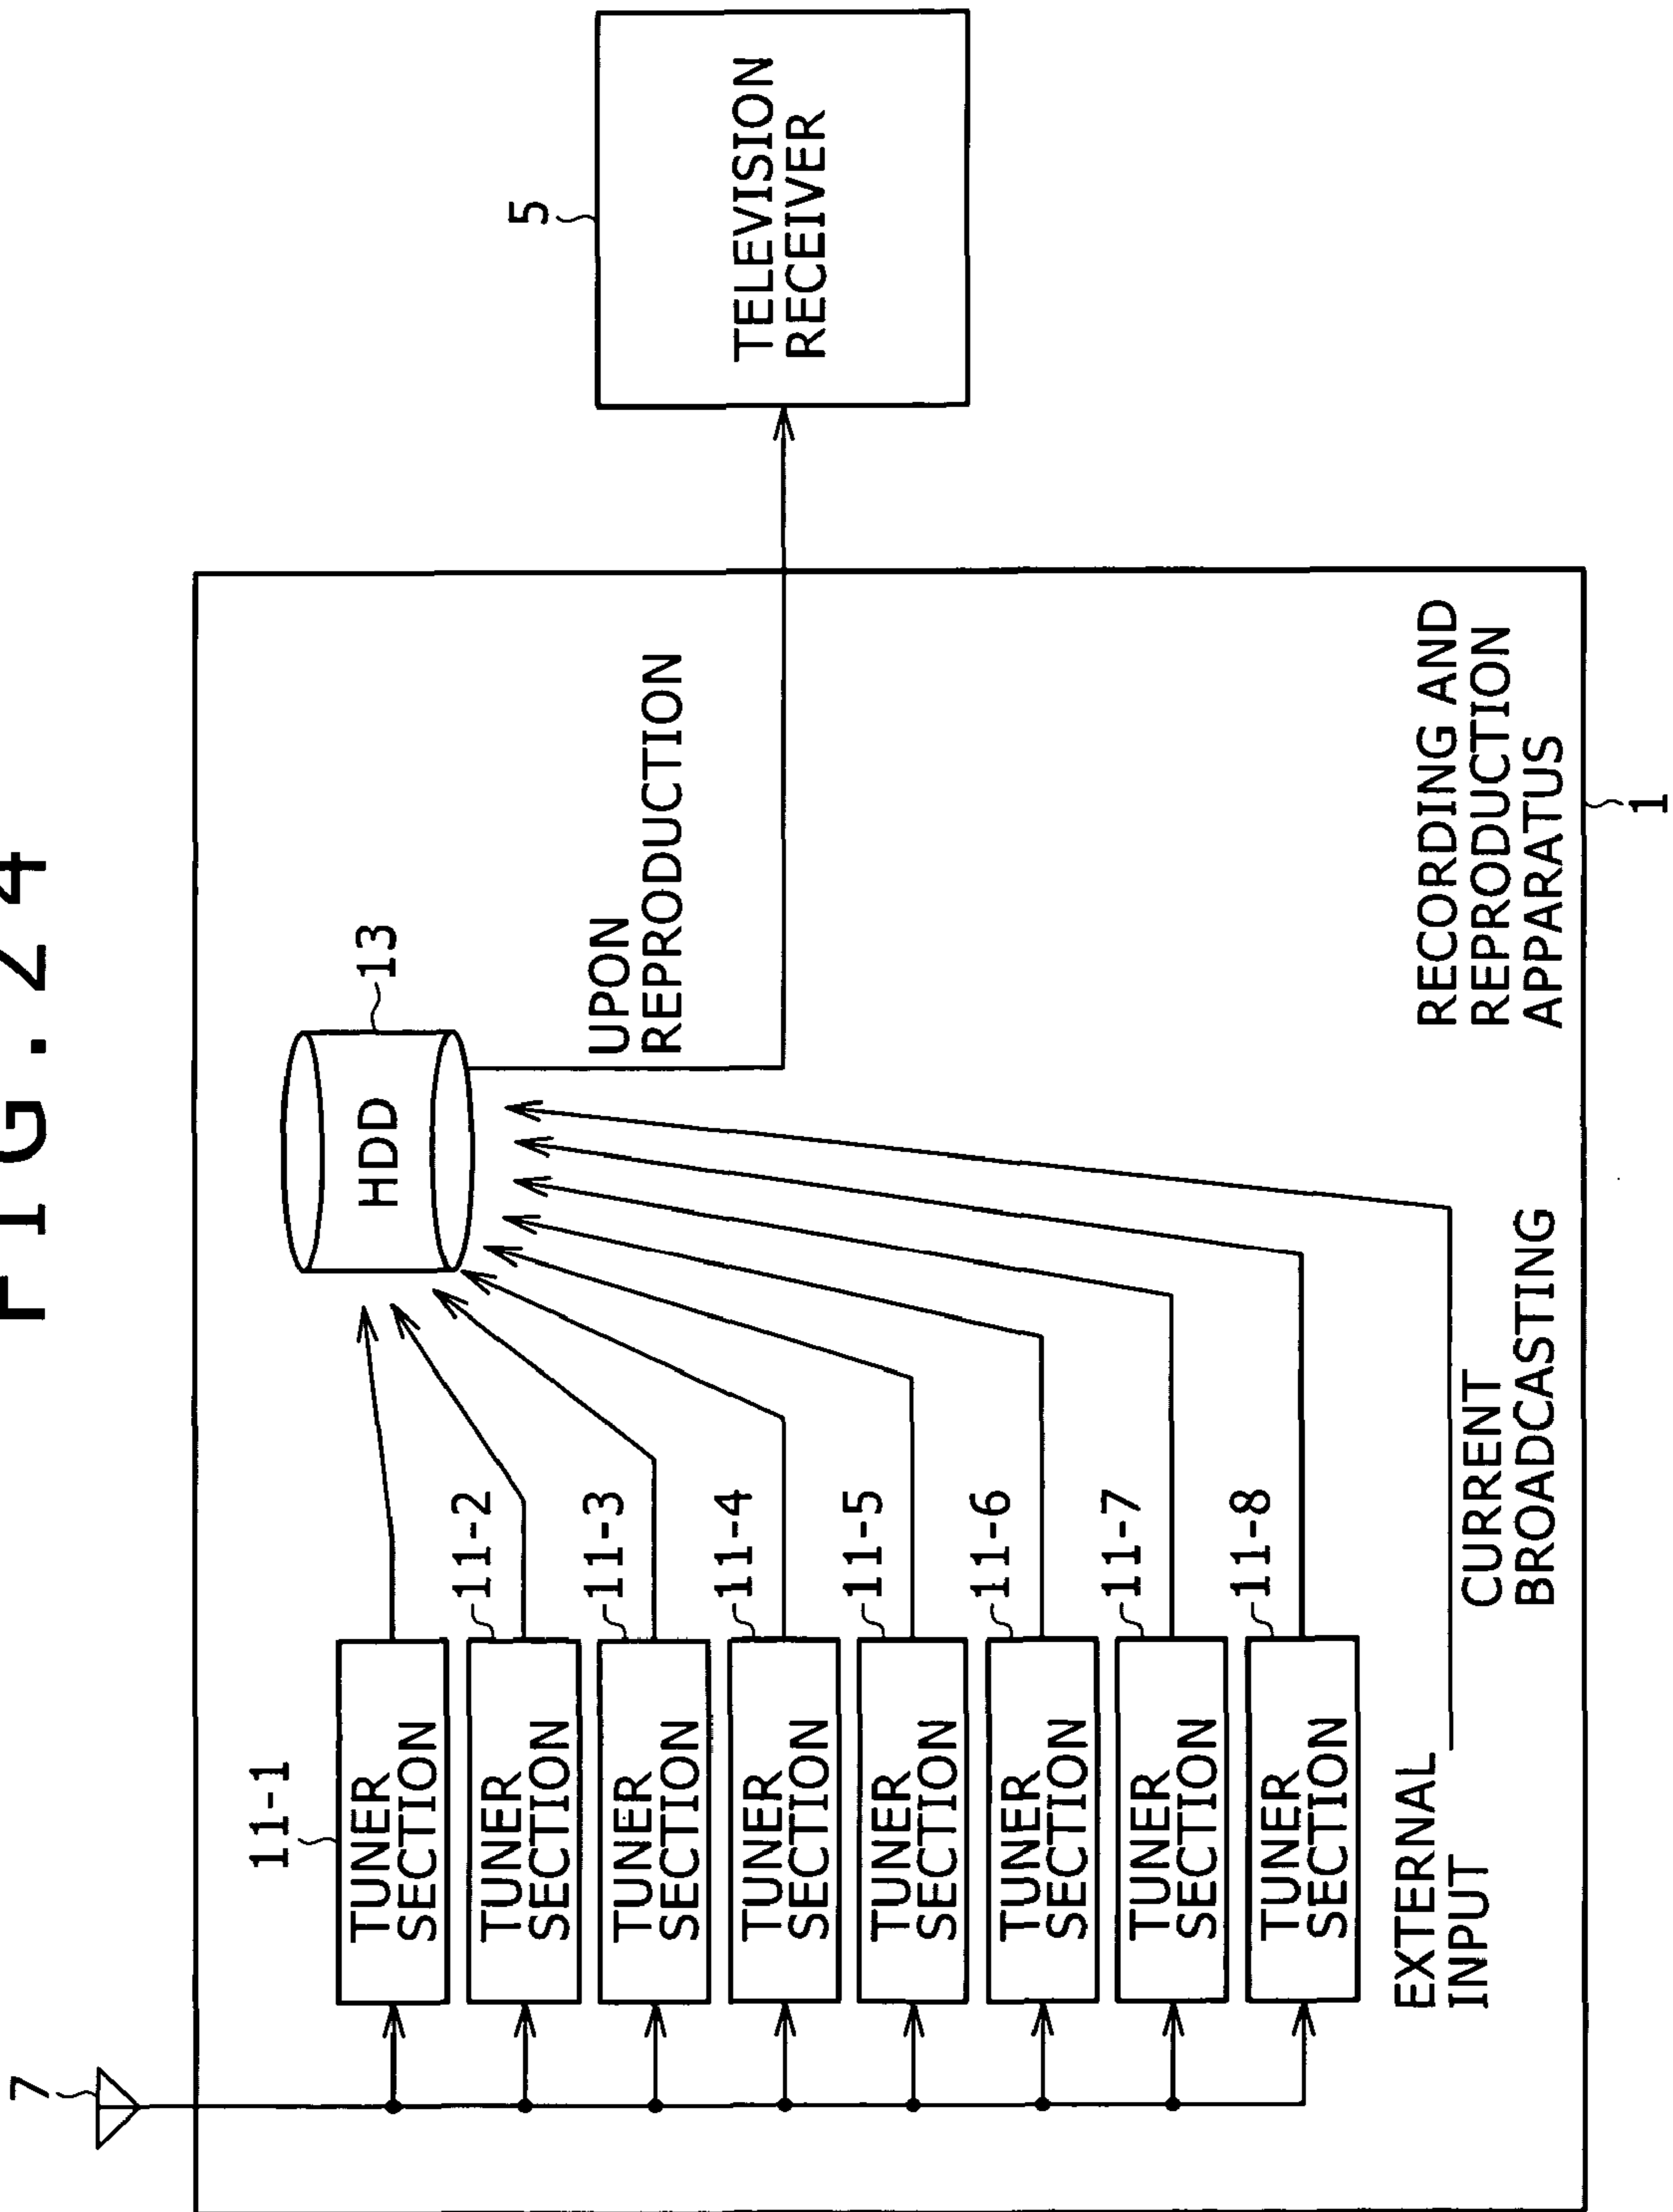 FIG. 24
7
11-1
TUNER
SECTION
11-2
TUNER
SECTION
11-3
TUNER
SECTION
11-4
TUNER
SECTION
11-5
TUNER
SECTION
11-6
TUNER
SECTION
11-7
TUNER
SECTION
11-8
TUNER
SECTION
EXTERNAL
INPUT
CURRENT
BROADCASTING
HDD
13
UPON
REPRODUCTION
RECORDING AND
REPRODUCTION
APPARATUS
1
5
TELEVISION
RECEIVER